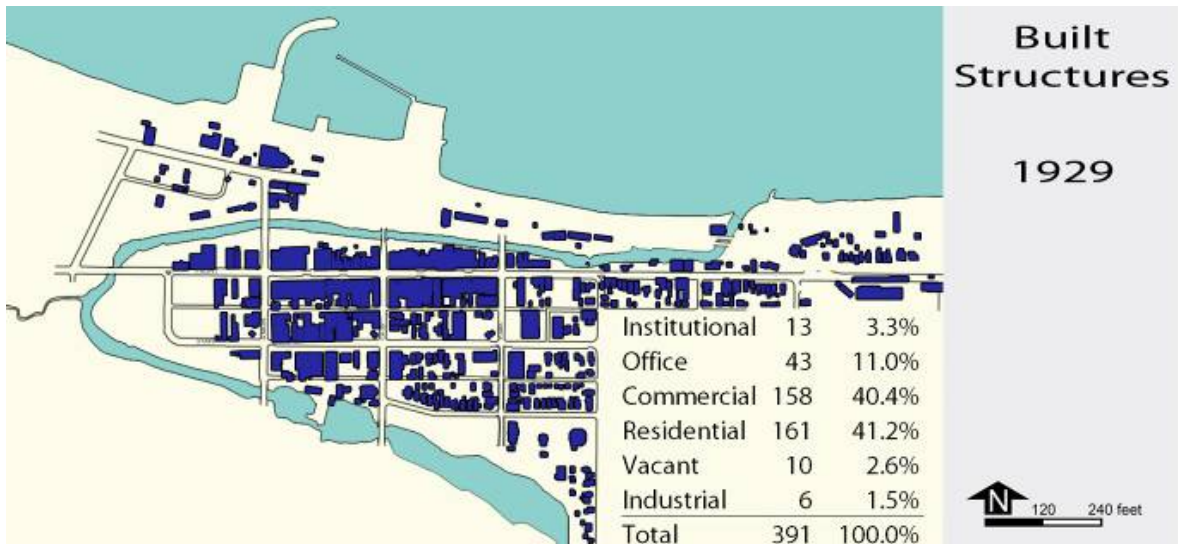 Built
Structures
1929
Institutional 13 3.3%
Office 43 11.0%
Commercial 158 40.4%
Residential 161 41.2%
Vacant 10 2.6%
Industrial 6 1.5%
Total 391 100.0%
N
120 240 feet